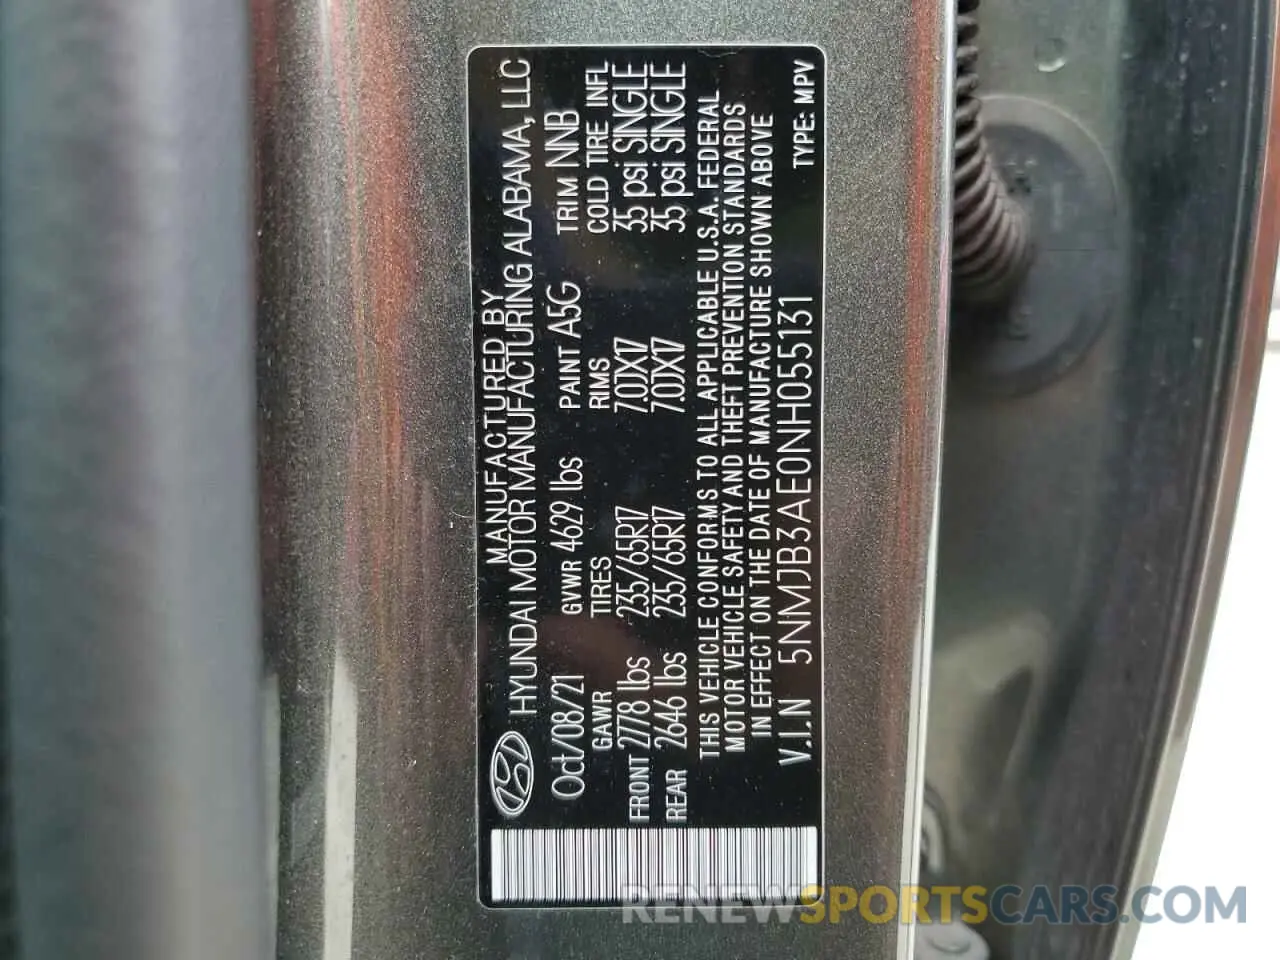 MANUFACTURED BY
HYUNDAI MOTOR MANUFACTURING ALABAMA, LLC
Oct/08/21 GVWR 4629 lbs PAINT A5G TRIM NNB
GAWR TIRES RIMS COLD TIRE INFL
FRONT 2778 lbs 235/65R17 7.0JX17 35 psi SINGLE
REAR 2646 lbs 235/65R17 7.0JX17 35 psi SINGLE
THIS VEHICLE CONFORMS TO ALL APPLICABLE U.S.A. FEDERAL
MOTOR VEHICLE SAFETY AND THEFT PREVENTION STANDARDS
IN EFFECT ON THE DATE OF MANUFACTURE SHOWN ABOVE
V.I.N 5NMJB3AE0NH055131 TYPE: MPV
RENEWSPORTSCARS.COM